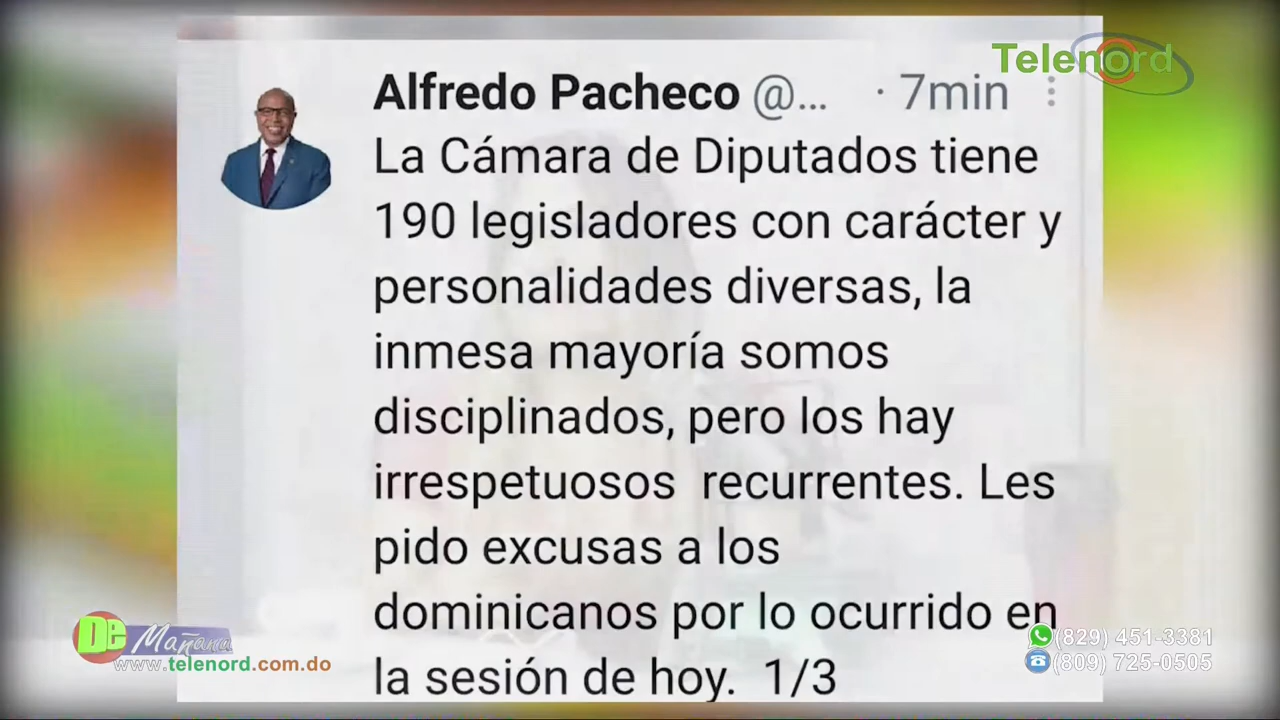 Telenord
Alfredo Pacheco @... · 7min
La Cámara de Diputados tiene
190 legisladores con carácter y
personalidades diversas, la
inmesa mayoría somos
disciplinados, pero los hay
irrespetuosos recurrentes. Les
pido excusas a los
dominicanos por lo ocurrido en
la sesión de hoy. 1/3
De Mañana
www.telenord.com.do
(829) 451-3381
(809) 725-0505